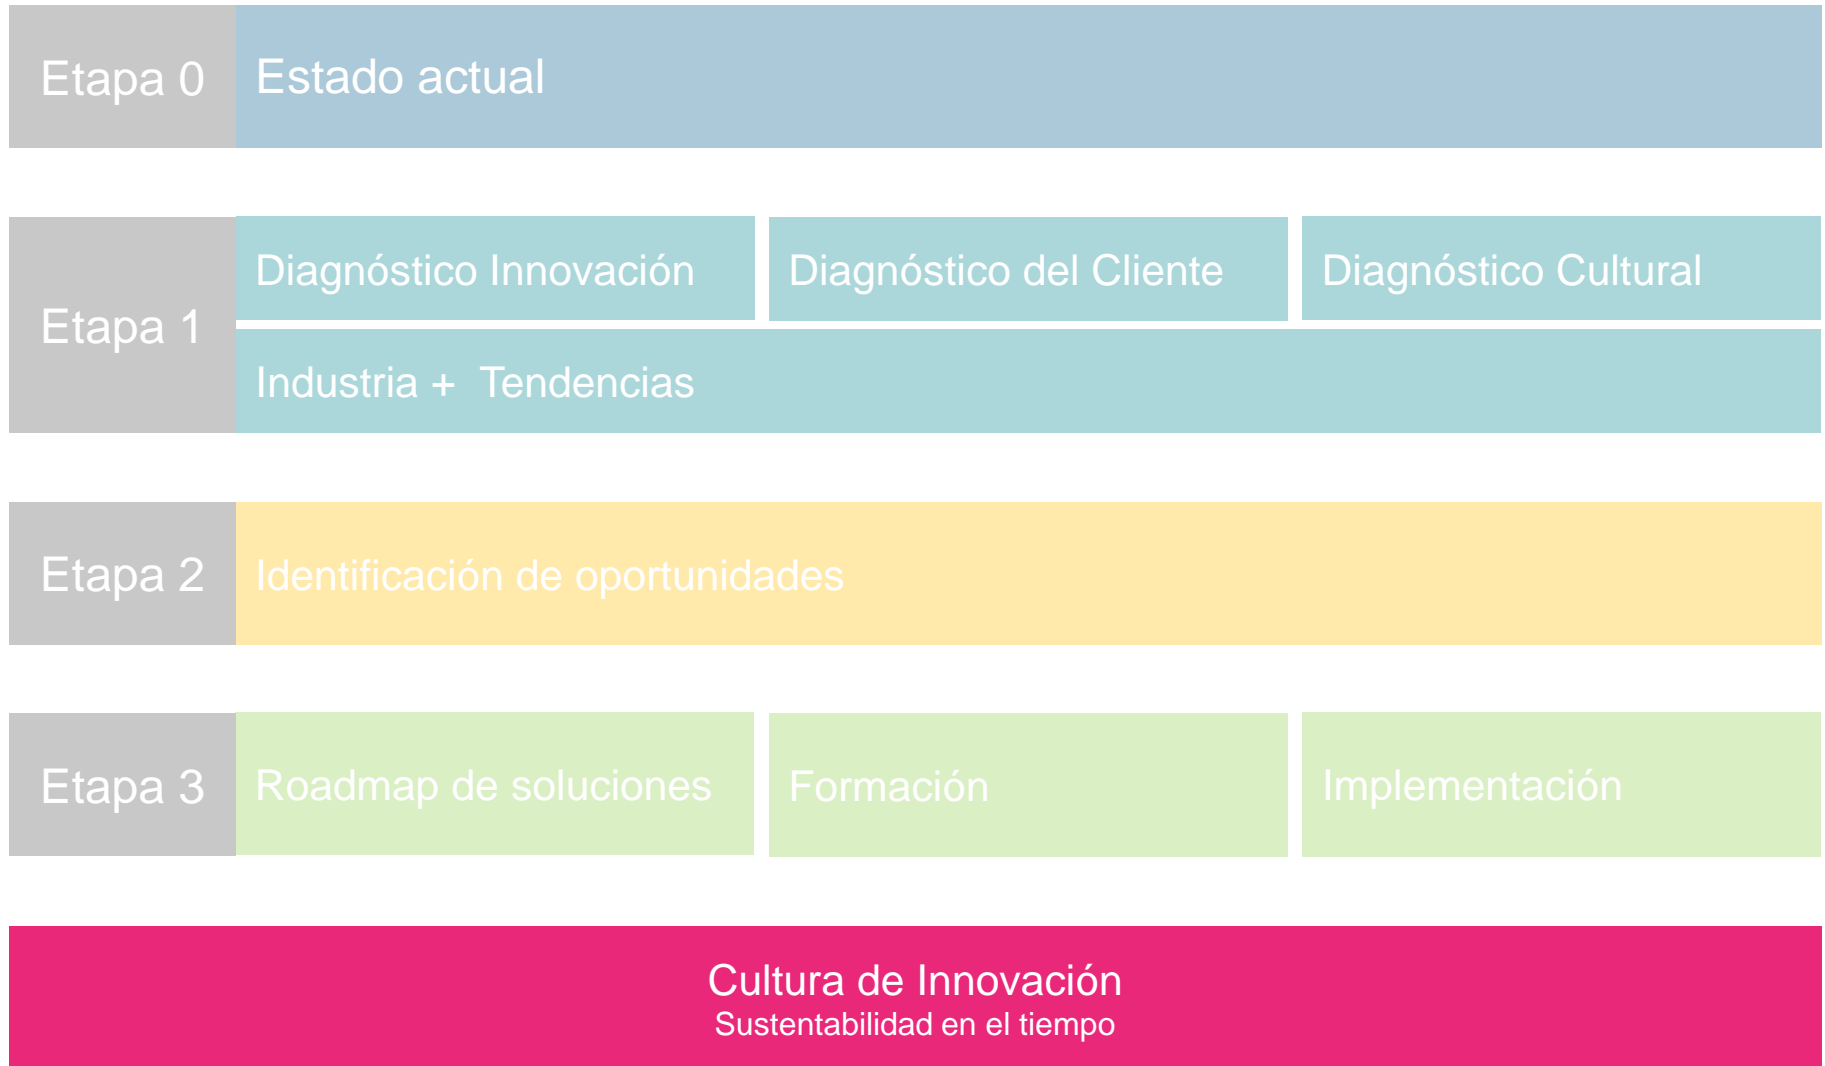 Etapa 0
Estado actual
Etapa 1
Diagnóstico Innovación
Diagnóstico del Cliente
Diagnóstico Cultural
Industria + Tendencias
Etapa 2
Identificación de oportunidades
Etapa 3
Roadmap de soluciones
Formación
Implementación
Cultura de Innovación
Sustentabilidad en el tiempo